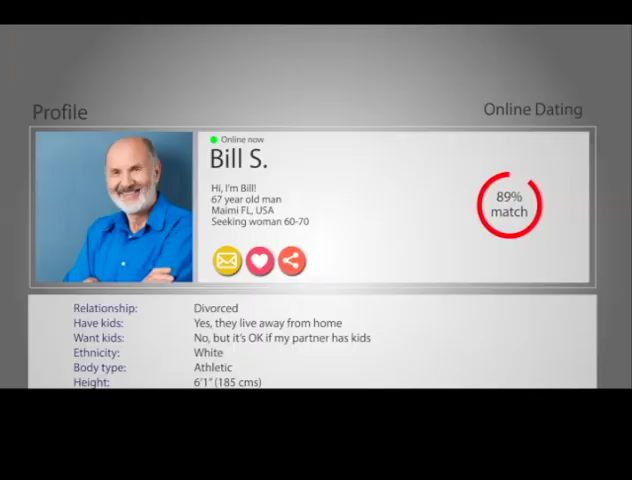 Profile
Online Dating
Online now
Bill S.
Hi, I'm Bill!
67 year old man
Maimi FL, USA
Seeking woman 60-70
89%
match
Relationship: Divorced
Have kids: Yes, they live away from home
Want kids: No, but it's OK if my partner has kids
Ethnicity: White
Body type: Athletic
Height: 6'1" (185 cms)